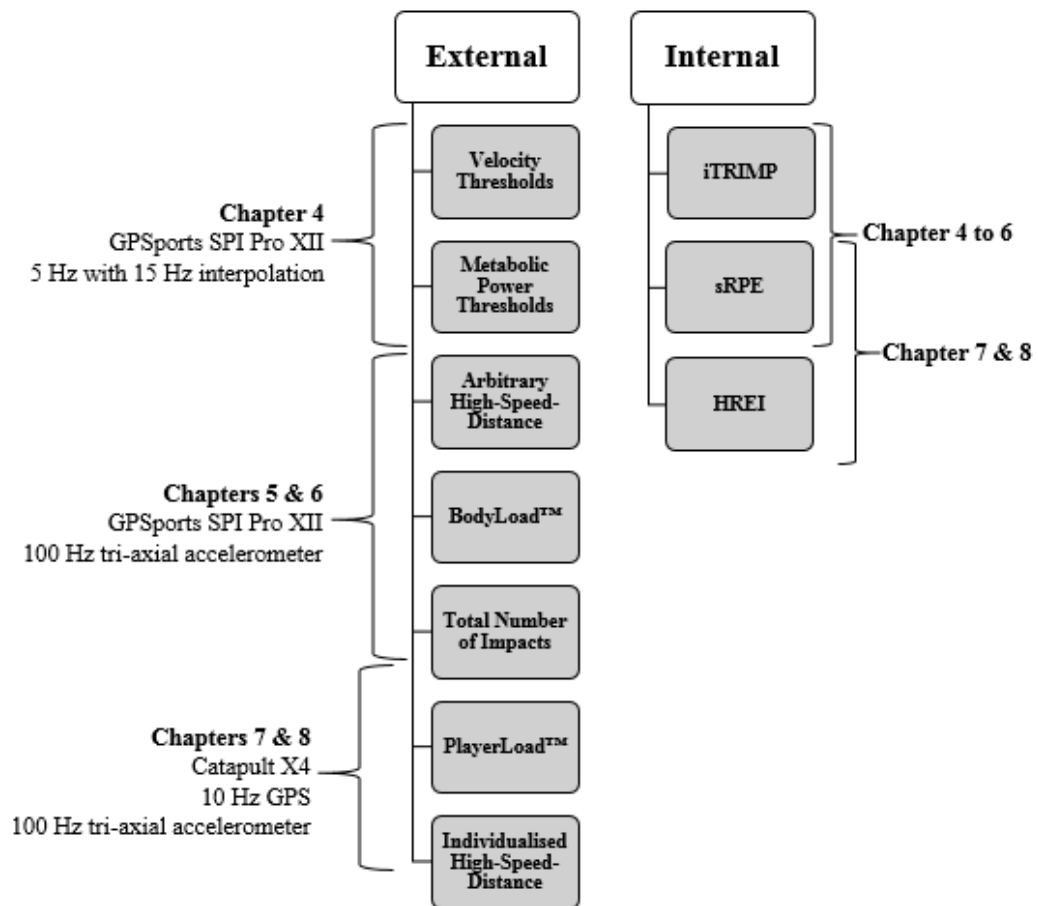 External
Internal
Chapter 4
GPSports SPI Pro XII
5 Hz with 15 Hz interpolation
Velocity
Thresholds
Metabolic
Power
Thresholds
Chapters 5 & 6
GPSports SPI Pro XII
100 Hz tri-axial accelerometer
Arbitrary
High-Speed-
Distance
BodyLoad™
Total Number
of Impacts
Chapters 7 & 8
Catapult X4
10 Hz GPS
100 Hz tri-axial accelerometer
PlayerLoad™
Individualised
High-Speed-
Distance
iTRIMP
sRPE
HREI
Chapter 4 to 6
Chapter 7 & 8